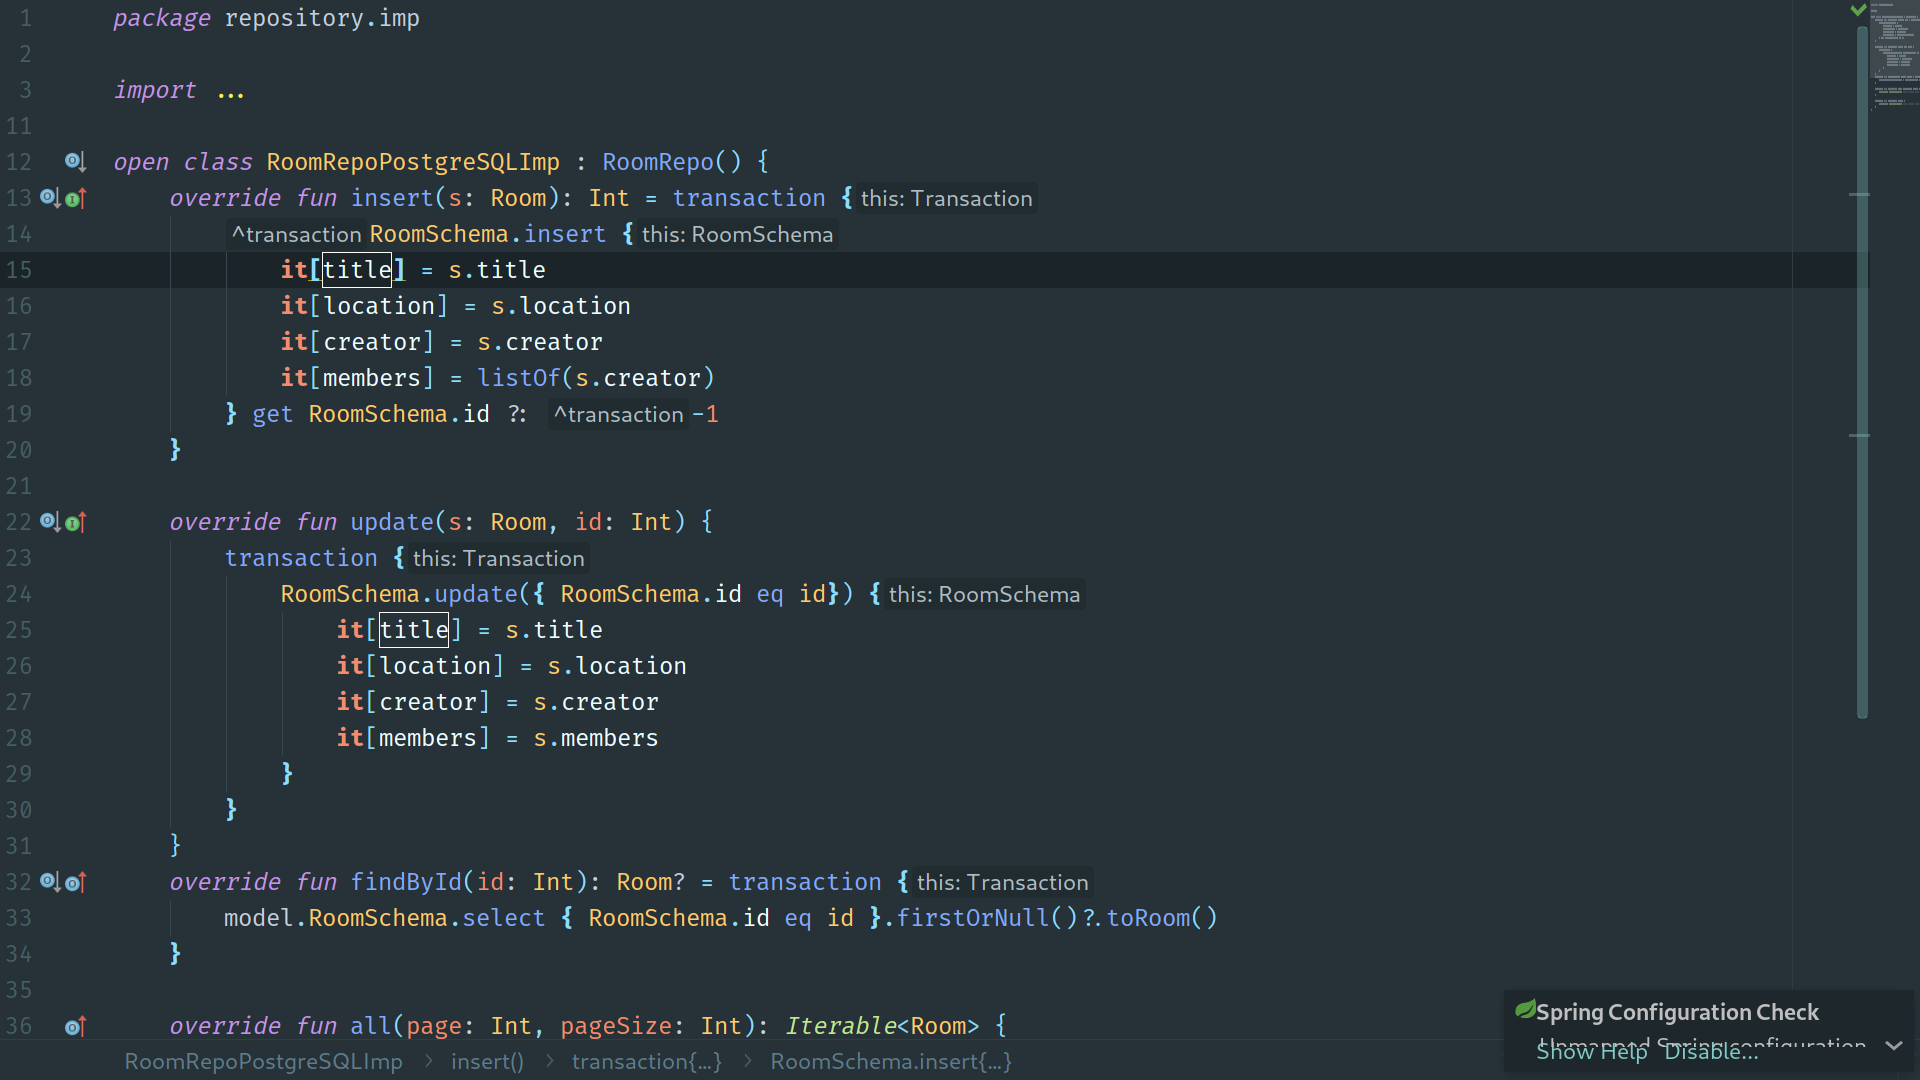 1 package repository.imp
2
3 import ...
11
12 open class RoomRepoPostgreSQLImp : RoomRepo() {
13 override fun insert(s: Room): Int = transaction { this: Transaction
14 ^transaction RoomSchema.insert { this: RoomSchema
15 it[title] = s.title
16 it[location] = s.location
17 it[creator] = s.creator
18 it[members] = listOf(s.creator)
19 } get RoomSchema.id ?: ^transaction -1
20 }
21
22 override fun update(s: Room, id: Int) {
23 transaction { this: Transaction
24 RoomSchema.update({ RoomSchema.id eq id}) { this: RoomSchema
25 it[title] = s.title
26 it[location] = s.location
27 it[creator] = s.creator
28 it[members] = s.members
29 }
30 }
31 }
32 override fun findById(id: Int): Room? = transaction { this: Transaction
33 model.RoomSchema.select { RoomSchema.id eq id }.firstOrNull()?.toRoom()
34 }
35
36 override fun all(page: Int, pageSize: Int): Iterable<Room> {
RoomRepoPostgreSQLImp > insert() > transaction{...} > RoomSchema.insert{...}
Spring Configuration Check
Unmapped Spring configuration
Show Help Disable...